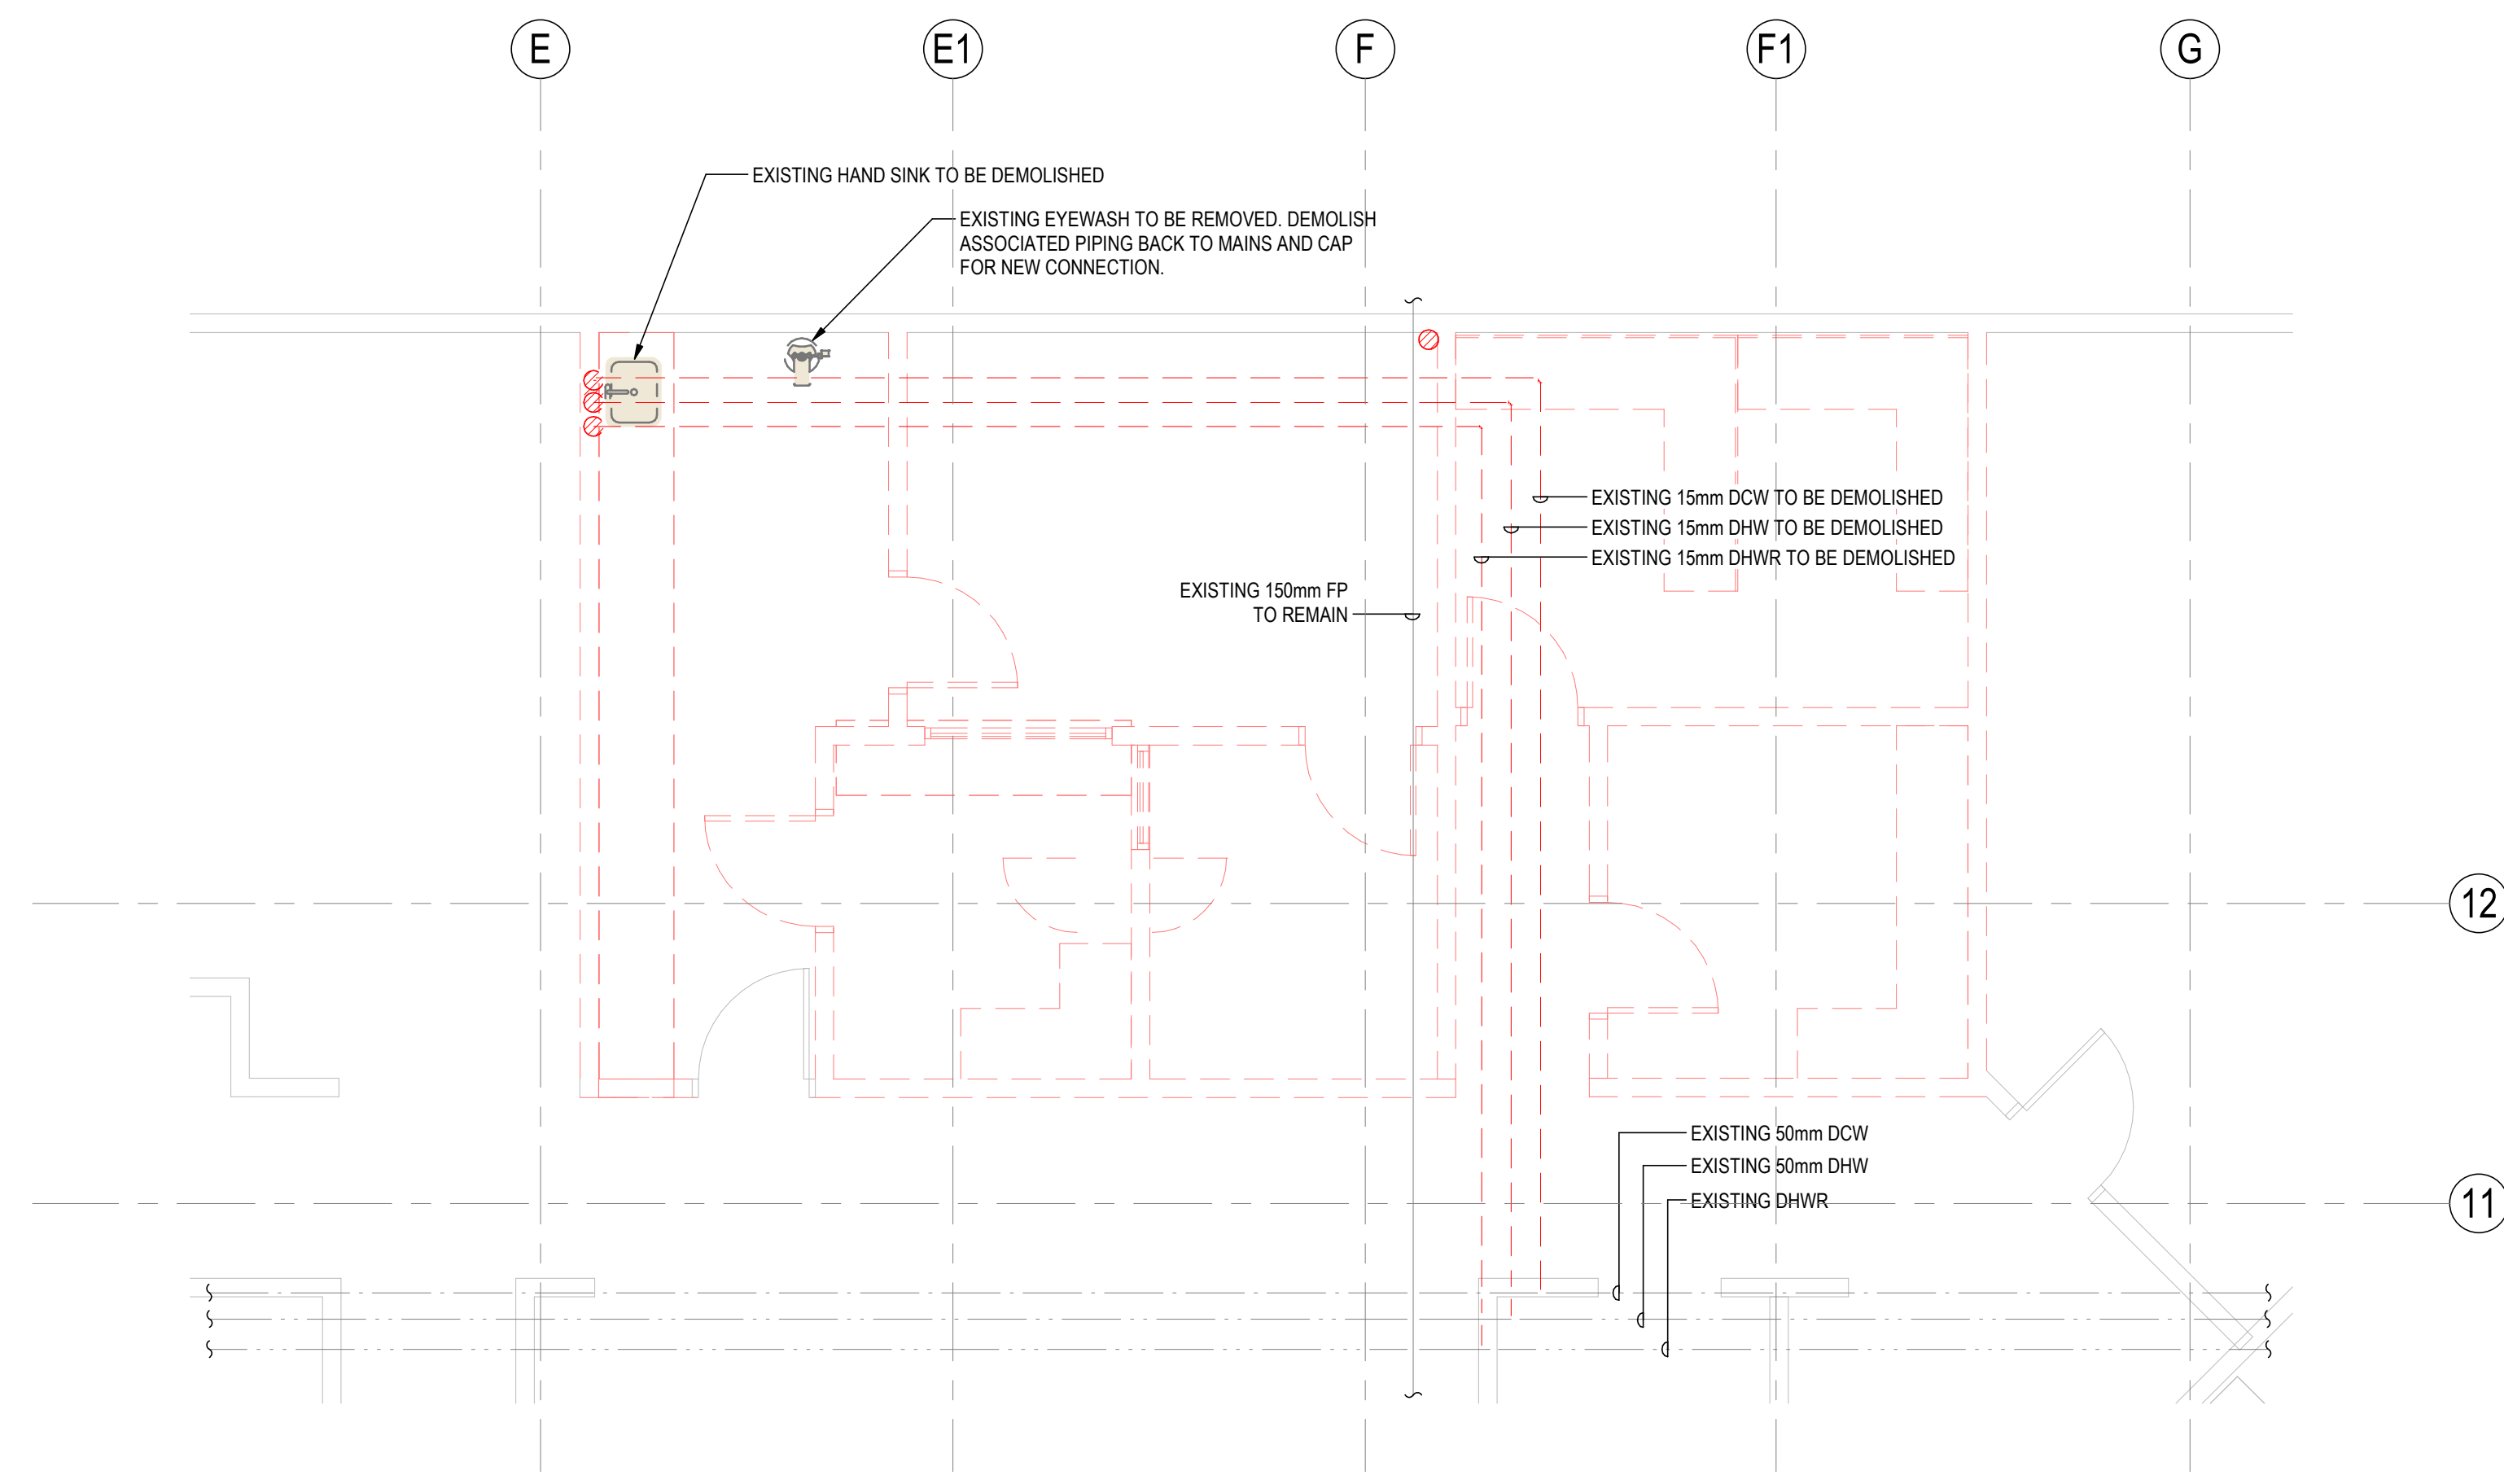 E
E1
F
F1
G
EXISTING HAND SINK TO BE DEMOLISHED
EXISTING EYEWASH TO BE REMOVED. DEMOLISH
ASSOCIATED PIPING BACK TO MAINS AND CAP
FOR NEW CONNECTION.
EXISTING 15mm DCW TO BE DEMOLISHED
EXISTING 15mm DHW TO BE DEMOLISHED
EXISTING 15mm DHWR TO BE DEMOLISHED
EXISTING 150mm FP
TO REMAIN
12
EXISTING 50mm DCW
EXISTING 50mm DHW
EXISTING DHWR
11